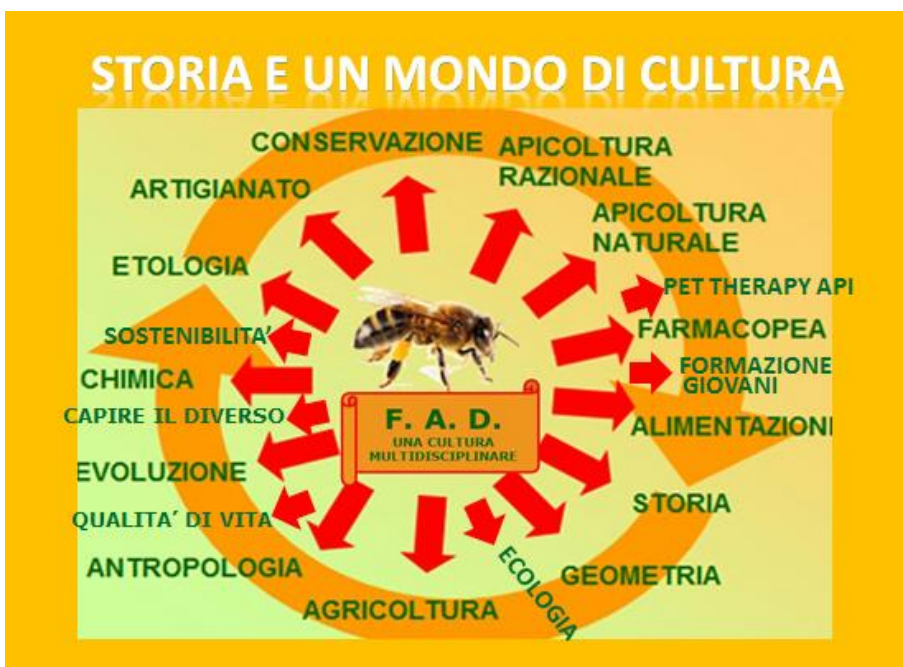 STORIA E UN MONDO DI CULTURA
CONSERVAZIONE
APICOLTURA
RAZIONALE
ARTIGIANATO
APICOLTURA
NATURALE
ETOLOGIA
PET THERAPY API
SOSTENIBILITA’
FARMACOPEA
CHIMICA
FORMAZIONE
GIOVANI
CAPIRE IL DIVERSO
F. A. D.
UNA CULTURA
MULTIDISCIPLINARE
ALIMENTAZIONI
EVOLUZIONE
STORIA
QUALITA’ DI VITA
ANTROPOLOGIA
ECOLOGIA
GEOMETRIA
AGRICOLTURA